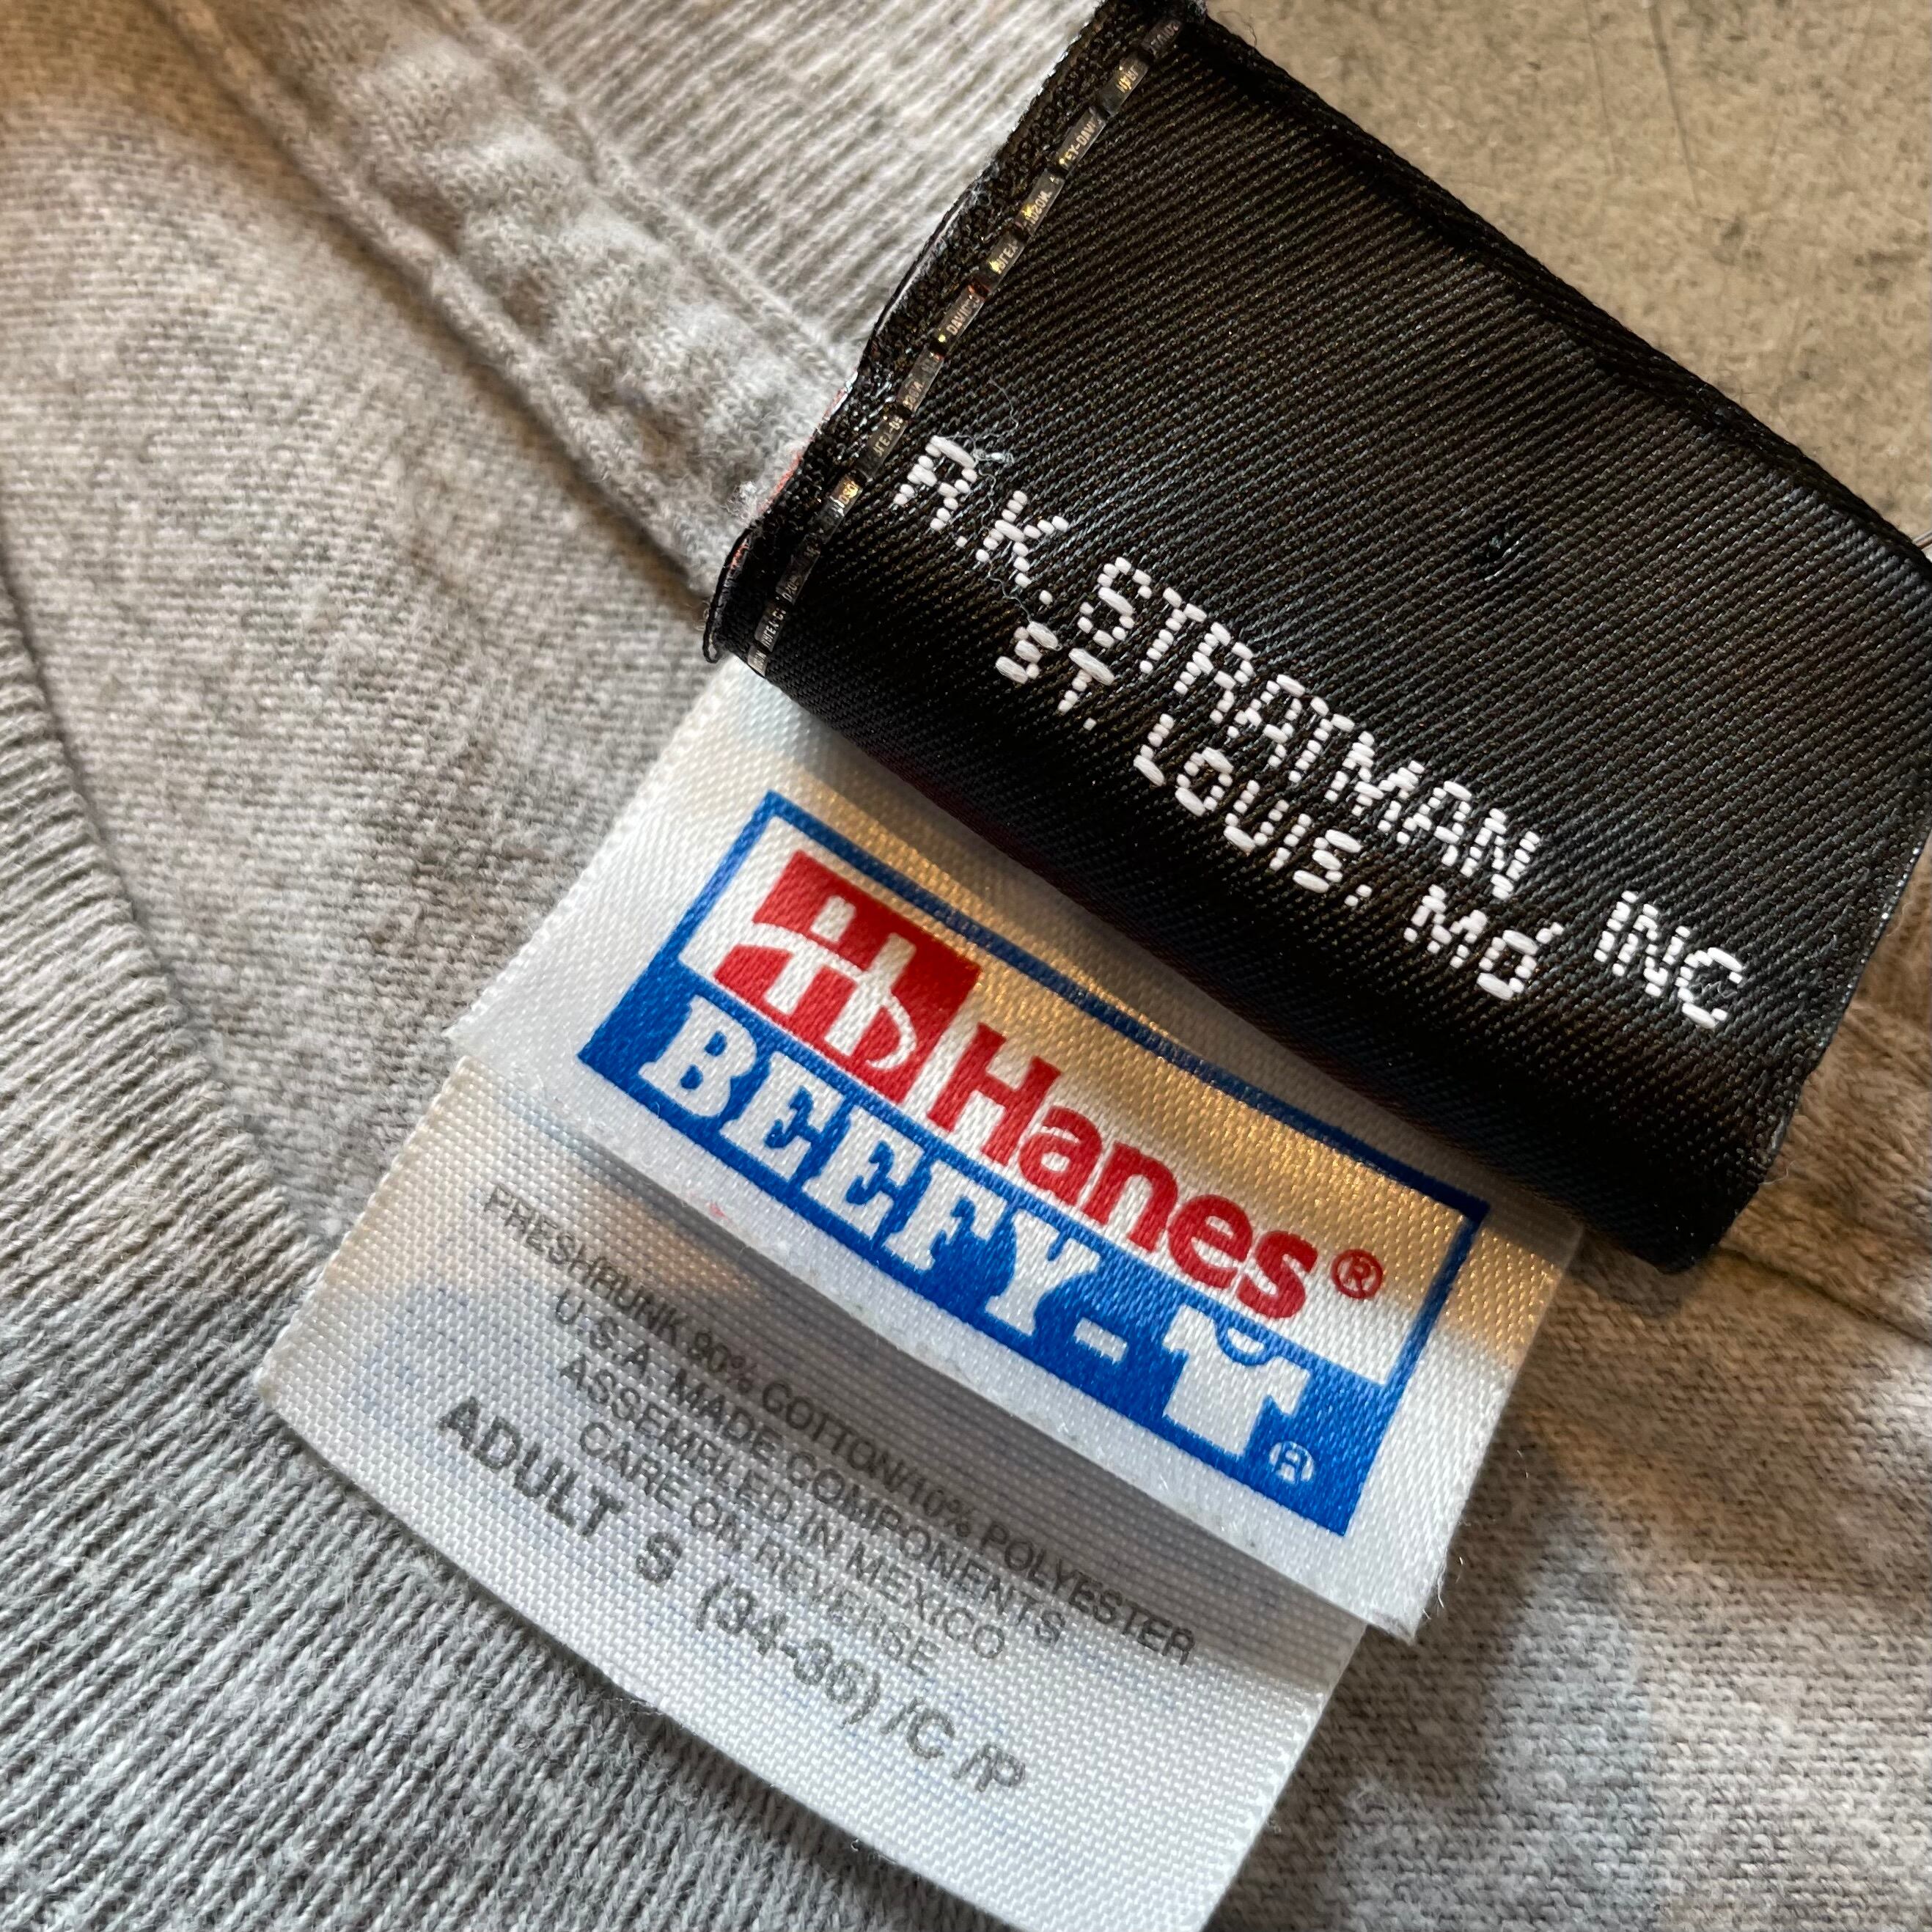 R.K. STRATMAN, INC
ST. LOUIS, MO
Hanes®
BEEFY-T®
PRESHRUNK 90% COTTON/10% POLYESTER
U.S.A. MADE COMPONENTS
ASSEMBLED IN MEXICO
CARE ON REVERSE
ADULT S (34-36) /C /P